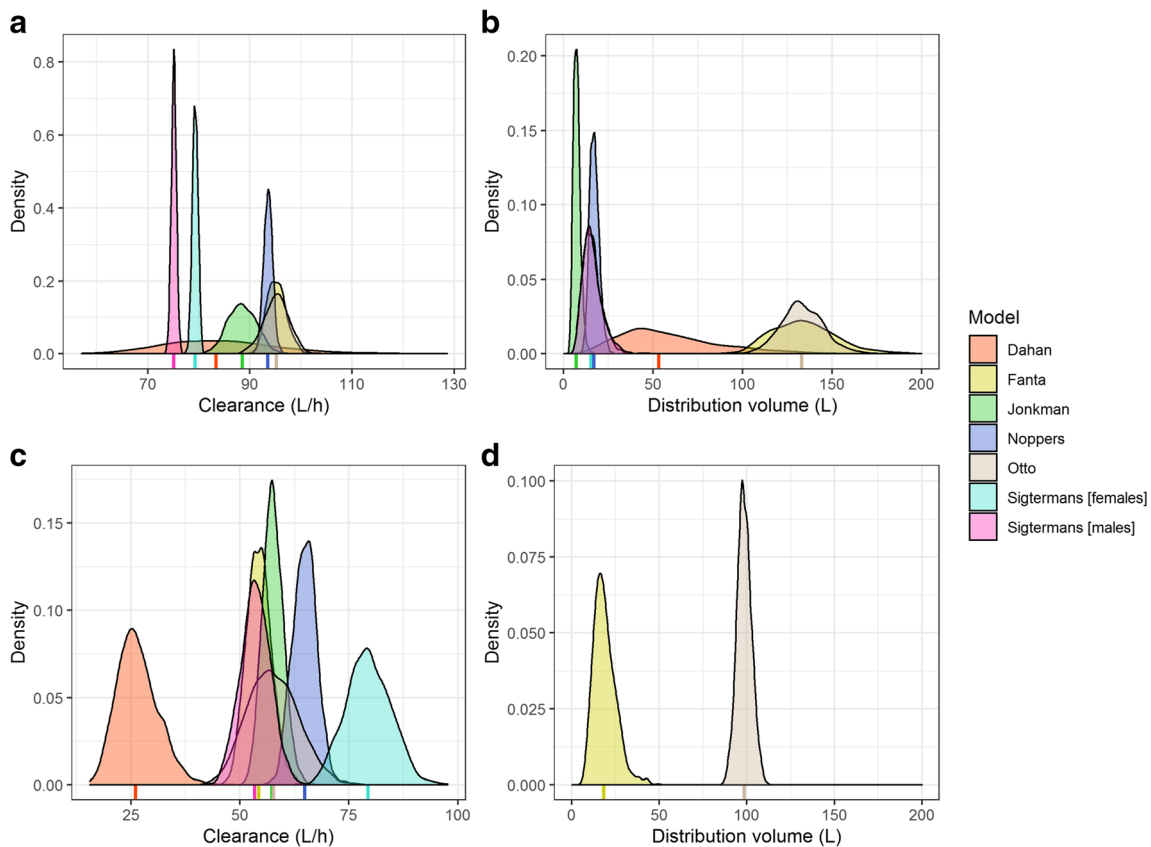 a
b
Density
0.8
0.6
0.4
0.2
0.0
70
90
110
130
Clearance (L/h)
Density
0.20
0.15
0.10
0.05
0.00
0
50
100
150
200
Distribution volume (L)
Model
Dahan
Fanta
Jonkman
Noppers
Otto
Sigtermans [females]
Sigtermans [males]
c
d
Density
0.15
0.10
0.05
0.00
25
50
75
100
Clearance (L/h)
Density
0.100
0.075
0.050
0.025
0.000
0
50
100
150
200
Distribution volume (L)